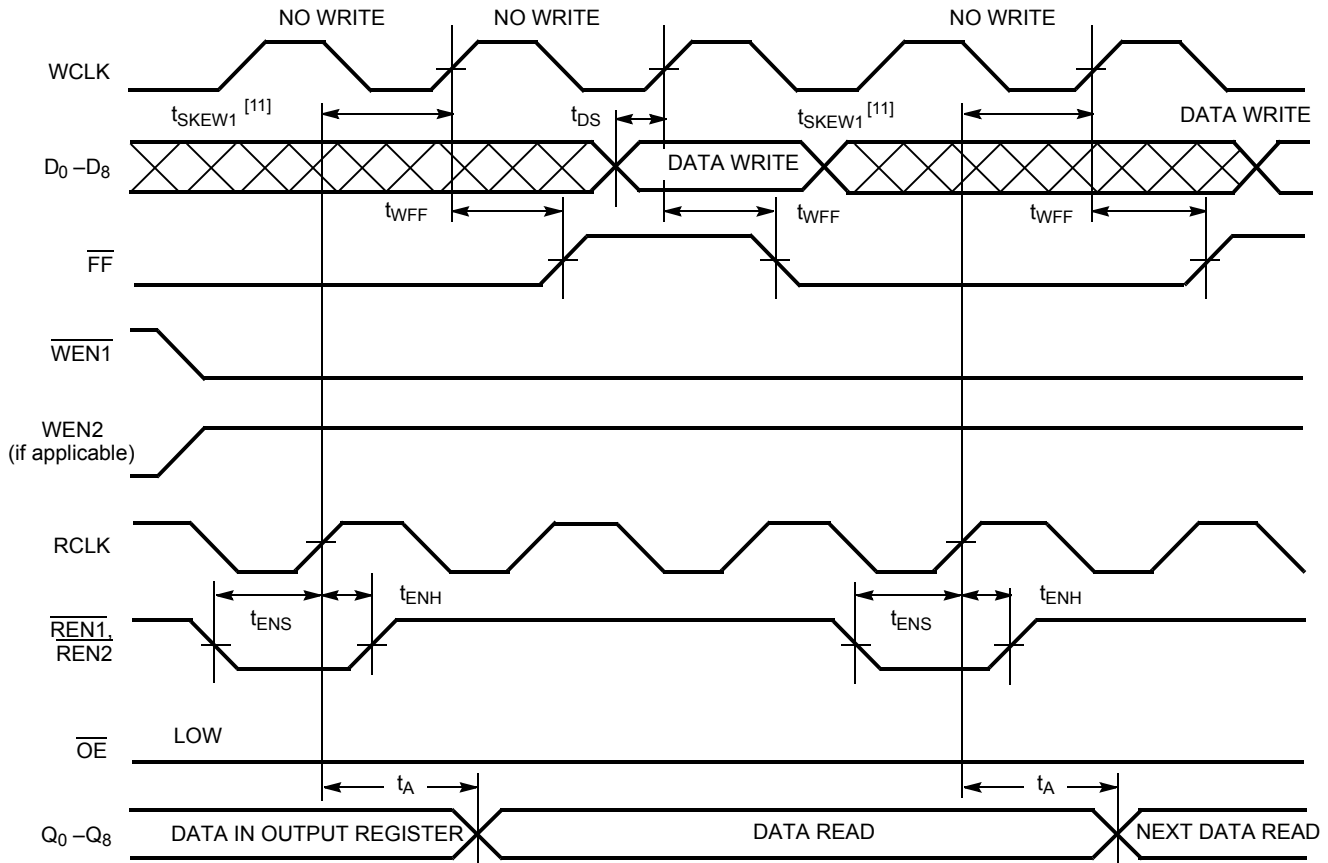 NO WRITE NO WRITE NO WRITE
WCLK
tSKEW1 [11] tDS tSKEW1 [11] DATA WRITE
D0 –D8 DATA WRITE
tWFF tWFF tWFF
FF
WEN1
WEN2
(if applicable)
RCLK
tENS tENH tENS tENH
REN1,
REN2
LOW
OE
tA tA
Q0 –Q8 DATA IN OUTPUT REGISTER DATA READ NEXT DATA READ